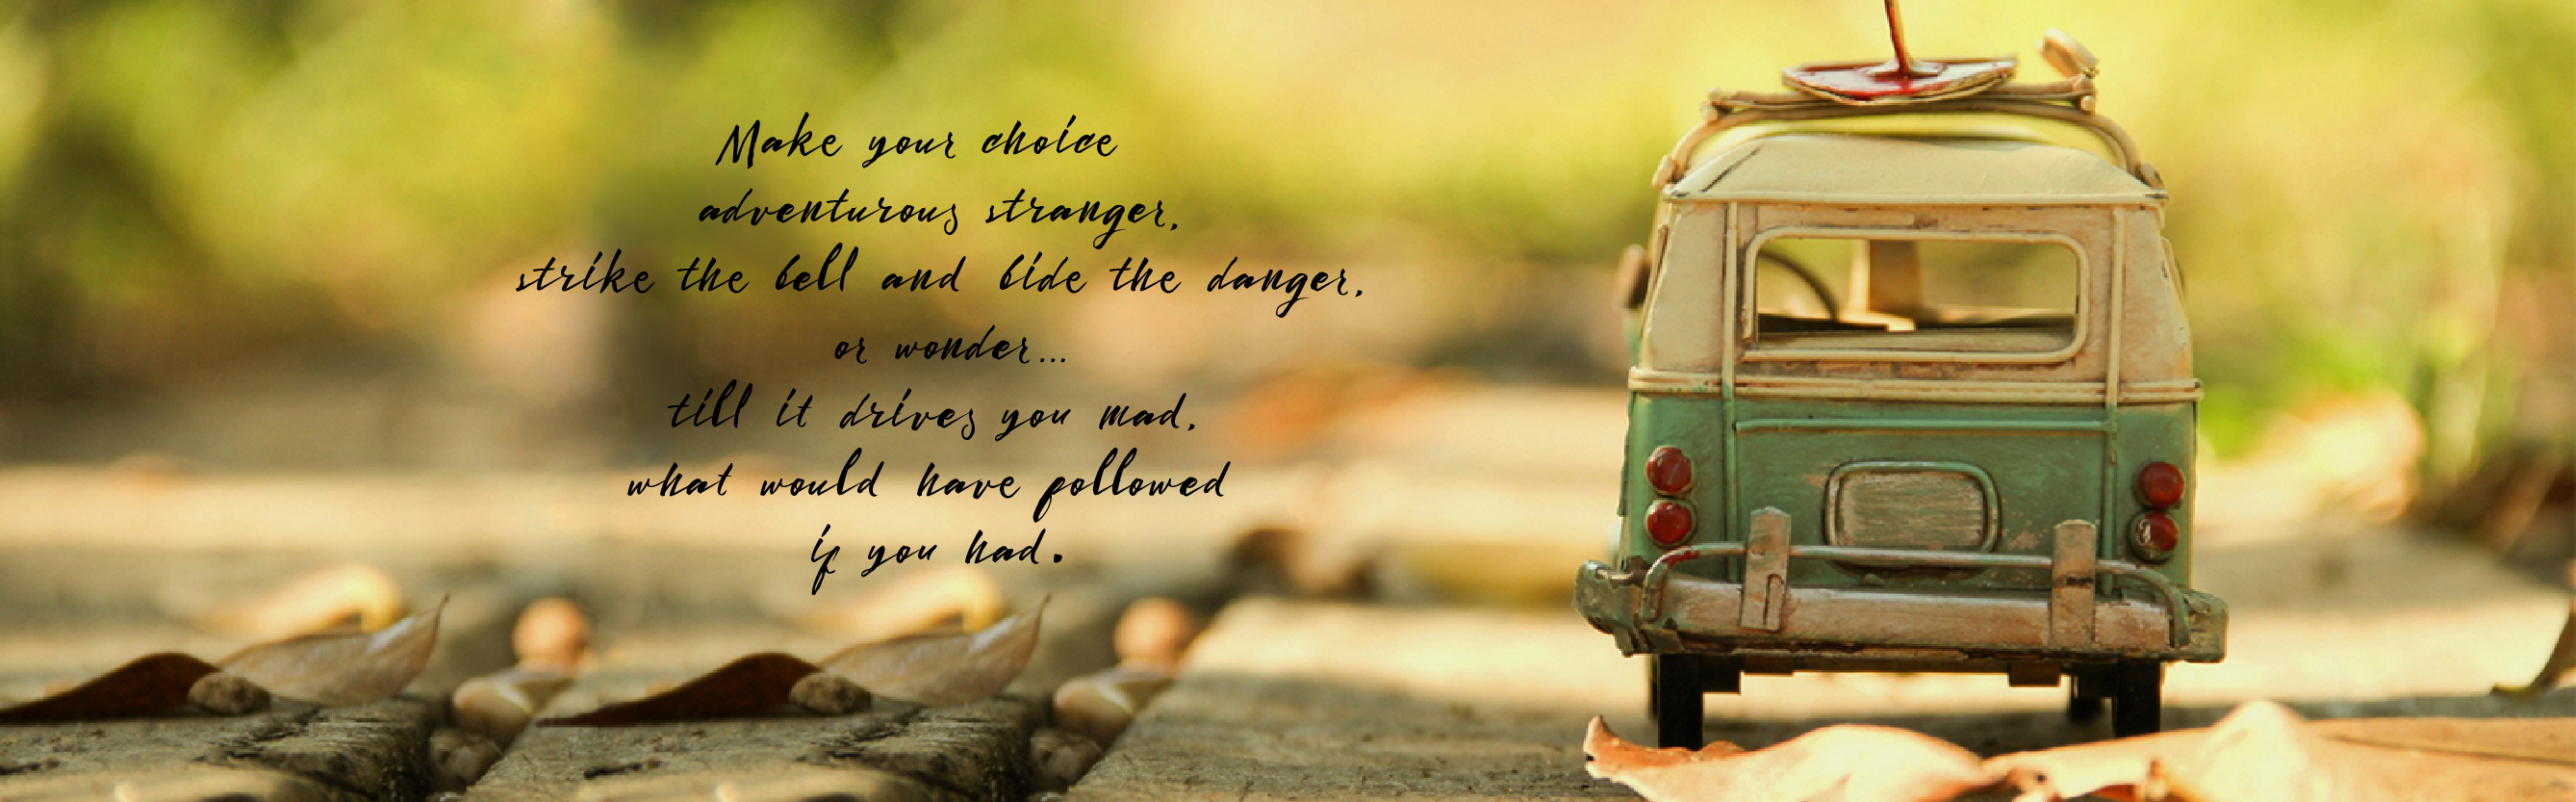 Make your choice
adventurous stranger,
strike the bell and bide the danger,
or wonder...
till it drives you mad,
what would have followed
if you had.